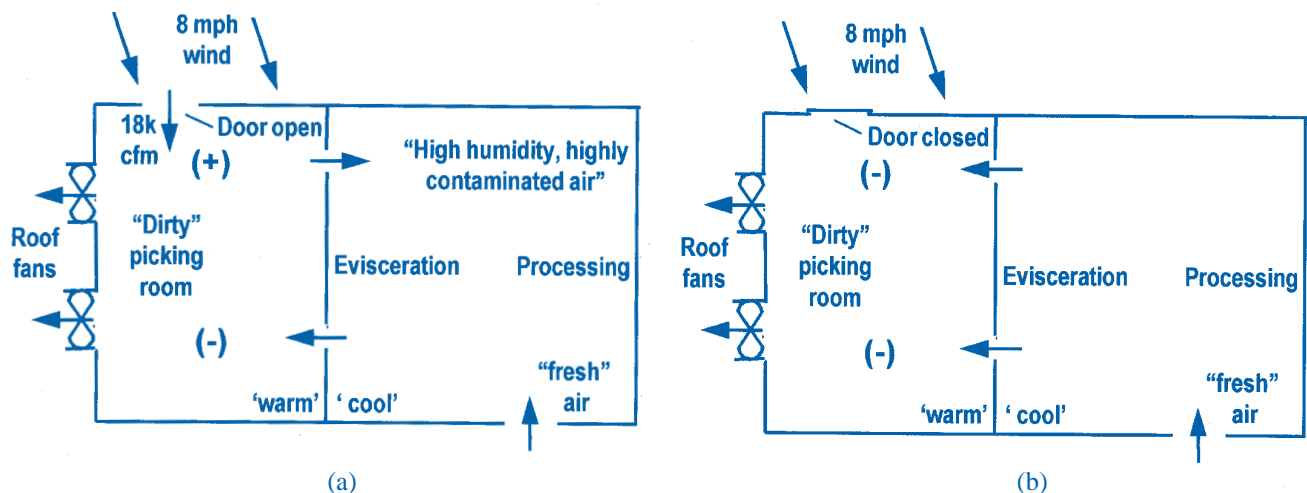 8 mph
wind
18k
cfm
Door open
(+)
“High humidity, highly
contaminated air”
Roof
fans
“Dirty”
picking
room
Evisceration
Processing
(-)
“fresh”
air
‘warm’
‘ cool’
(a)
8 mph
wind
Door closed
(-)
Roof
fans
“Dirty”
picking
room
Evisceration
Processing
(-)
“fresh”
air
‘warm’
‘ cool’
(b)